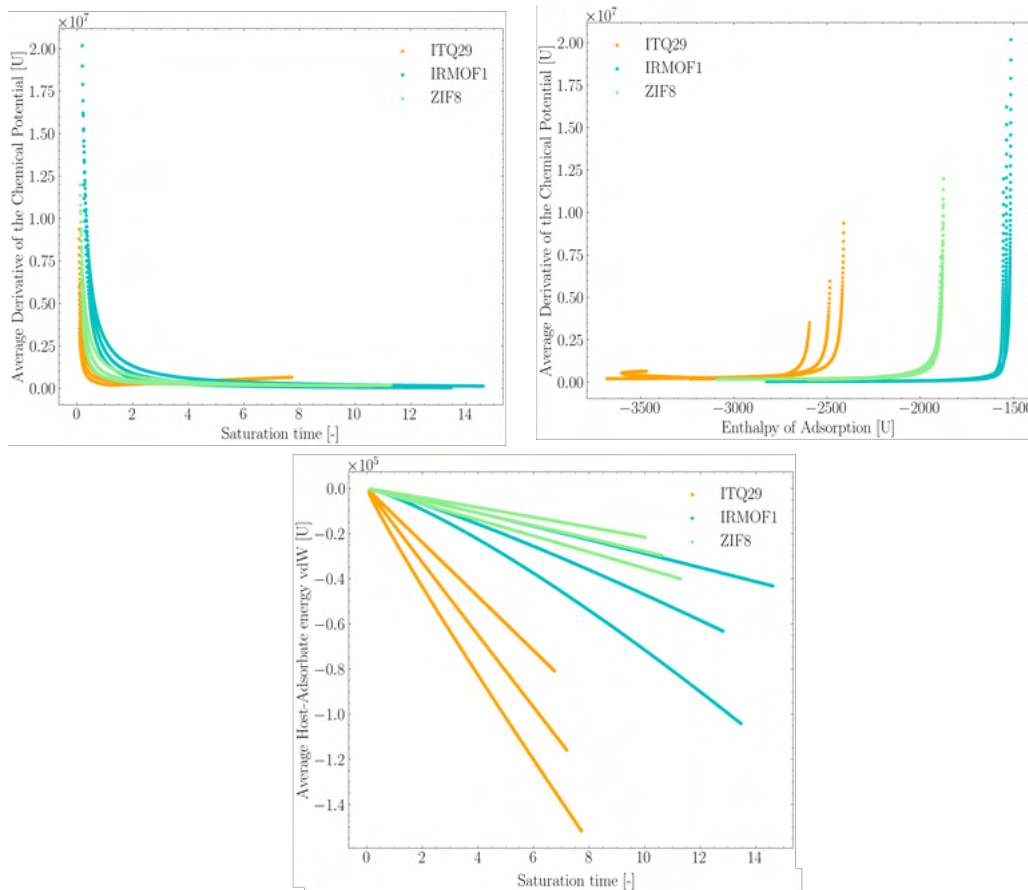 ×10⁷
Average Derivative of the Chemical Potential [U]
2.00
1.75
1.50
1.25
1.00
0.75
0.50
0.25
0.00
ITQ29
IRMOF1
ZIF8
0 2 4 6 8 10 12 14
Saturation time [-]
×10⁷
Average Derivative of the Chemical Potential [U]
2.00
1.75
1.50
1.25
1.00
0.75
0.50
0.25
0.00
ITQ29
IRMOF1
ZIF8
−3500 −3000 −2500 −2000 −1500
Enthalpy of Adsorption [U]
×10⁵
Average Host-Adsorbate energy vdW [U]
0.0
−0.2
−0.4
−0.6
−0.8
−1.0
−1.2
−1.4
ITQ29
IRMOF1
ZIF8
0 2 4 6 8 10 12 14
Saturation time [-]